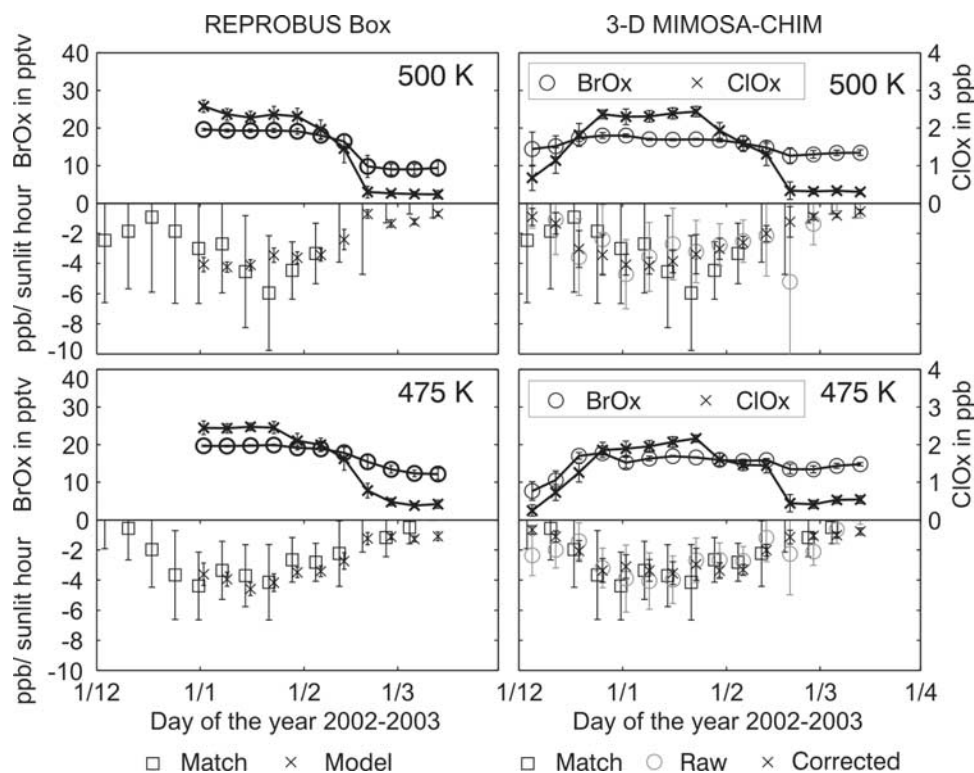 REPROBUS Box 3-D MIMOSA-CHIM
40 500 K 500 K 4
BrOx ClOx
30 3
20 2
10 1
0 0
BrOx in pptv ClOx in ppb
-2
-4
-6
-8
-10
ppb/ sunlit hour
40 475 K 475 K 4
BrOx ClOx
30 3
20 2
10 1
0 0
BrOx in pptv ClOx in ppb
-2
-4
-6
-8
-10
ppb/ sunlit hour
1/12 1/1 1/2 1/3 1/12 1/1 1/2 1/3 1/4
Day of the year 2002-2003 Day of the year 2002-2003
Match Model Match Raw Corrected